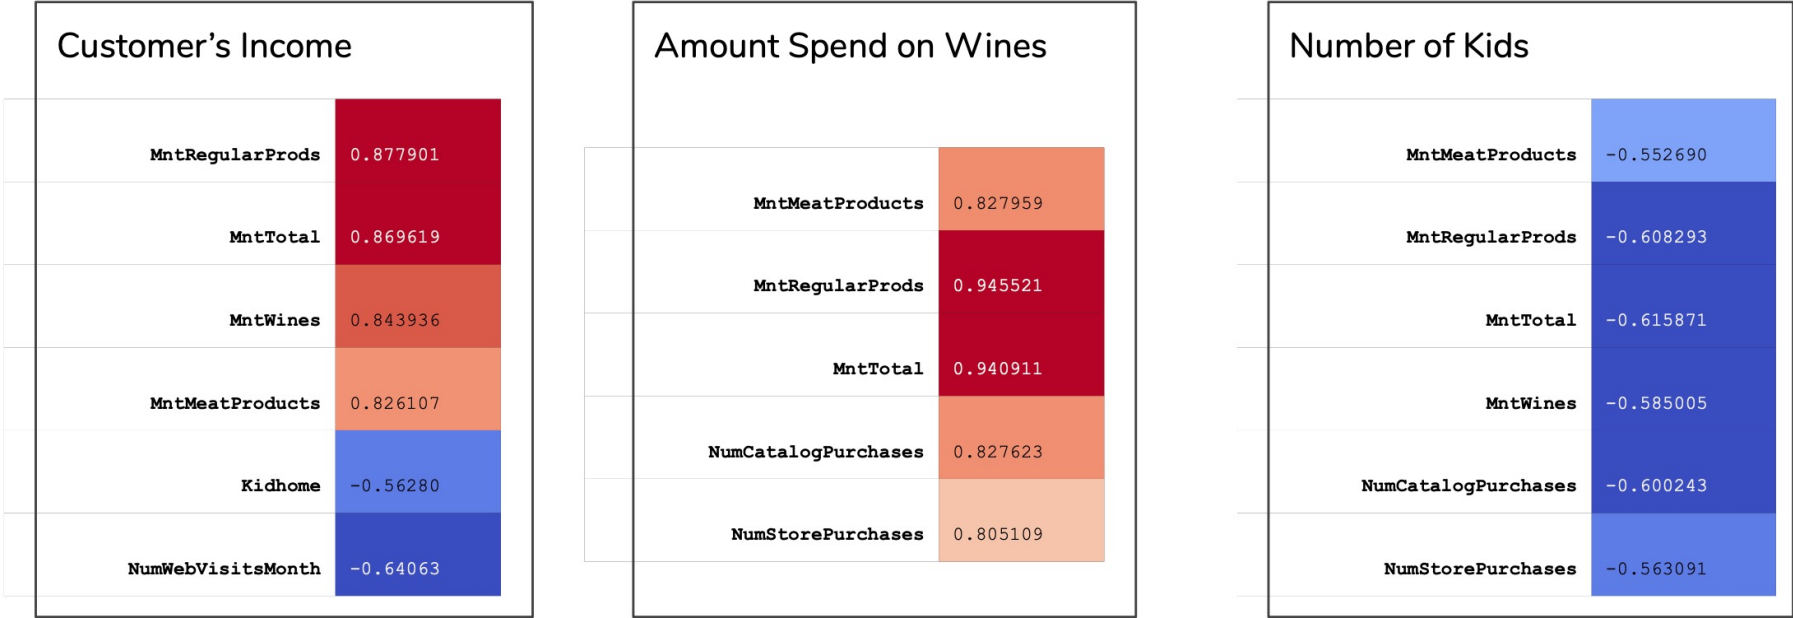 Customer's Income
MntRegularProds 0.877901
MntTotal 0.869619
MntWines 0.843936
MntMeatProducts 0.826107
Kidhome -0.56280
NumWebVisitsMonth -0.64063
Amount Spend on Wines
MntMeatProducts 0.827959
MntRegularProds 0.945521
MntTotal 0.940911
NumCatalogPurchases 0.827623
NumStorePurchases 0.805109
Number of Kids
MntMeatProducts -0.552690
MntRegularProds -0.608293
MntTotal -0.615871
MntWines -0.585005
NumCatalogPurchases -0.600243
NumStorePurchases -0.563091